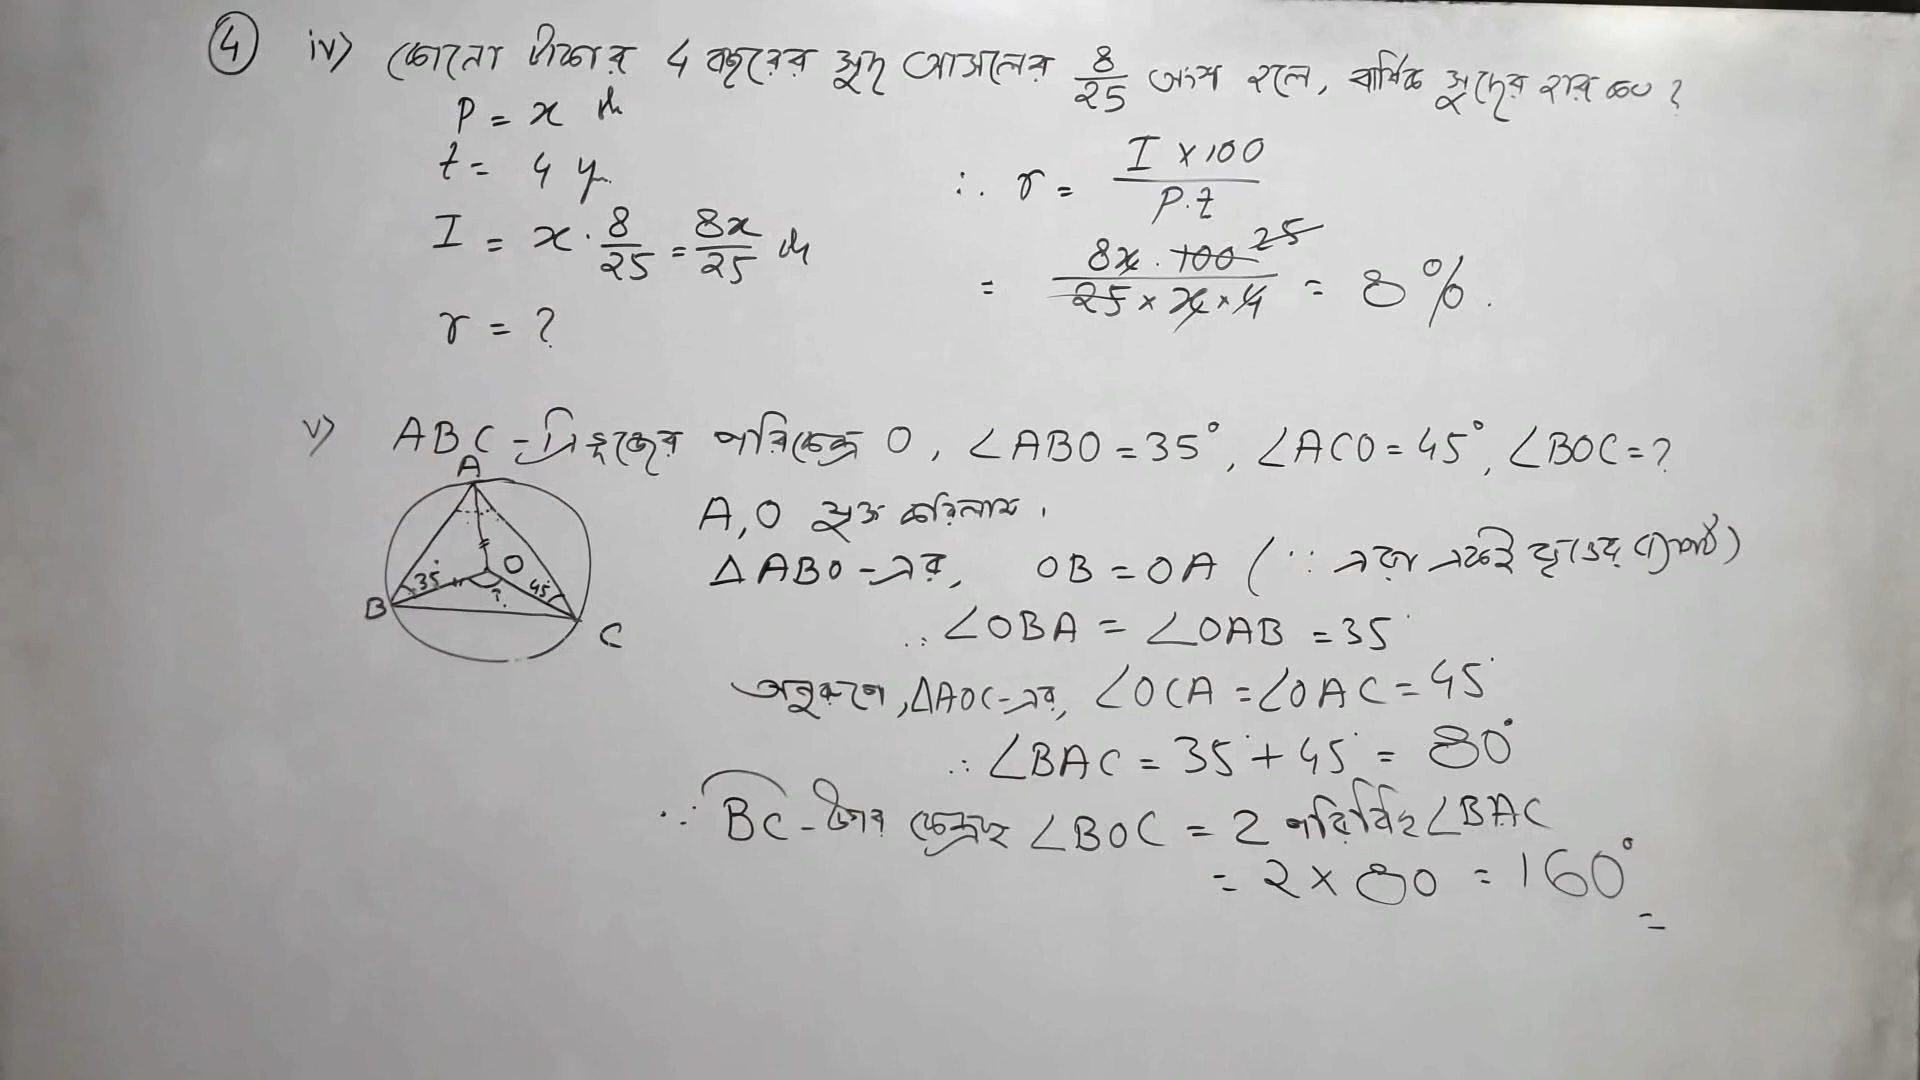 ④ iv) কোনো টাকার 4 বছরের সুদ আসলের 8/25 অংশ হলে, বার্ষিক সুদের হার কত ?
P = x
t = 4 y.
I = x · 8/25 = 8x/25
r = ?
∴ r = I × 100 / P.t
= 8x . 100 25 / 25 × x × 4 = 8%.
v) ABC - ত্রিভুজের পরিকেন্দ্র O, ∠ABO = 35°, ∠ACO = 45°, ∠BOC = ?
A
35°
O
45°
?
B
C
A, O যুক্ত করিলাম।
△ABO - এর, OB = OA (∵ এরা একই বৃত্তের ব্যাসার্ধ)
∴ ∠OBA = ∠OAB = 35°
অনুরূপে, △AOC - এর, ∠OCA = ∠OAC = 45°
∴ ∠BAC = 35° + 45° = 80°
∵ BC - উপর কেন্দ্রস্থ ∠BOC = 2 পরিধিস্থ ∠BAC
= 2 × 80 = 160°